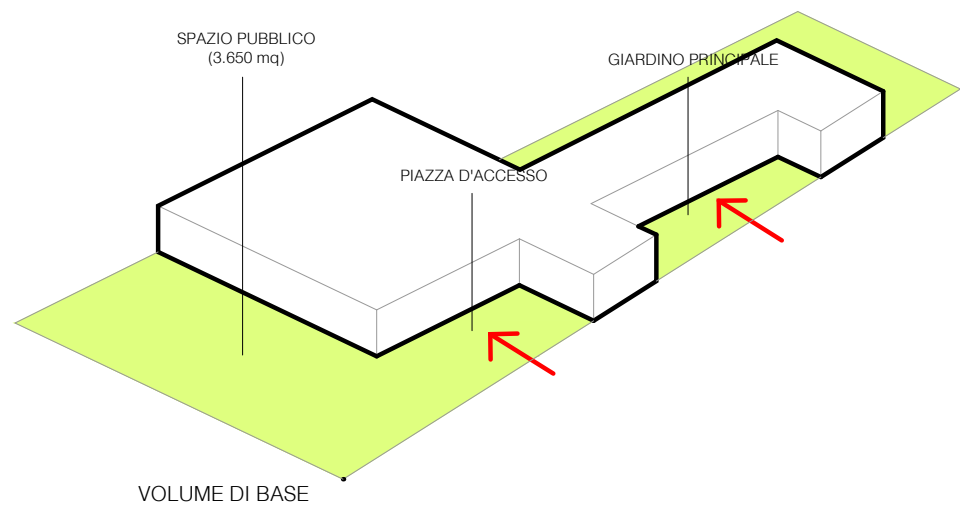 SPAZIO PUBBLICO
(3.650 mq)
GIARDINO PRINCIPALE
PIAZZA D'ACCESSO
VOLUME DI BASE